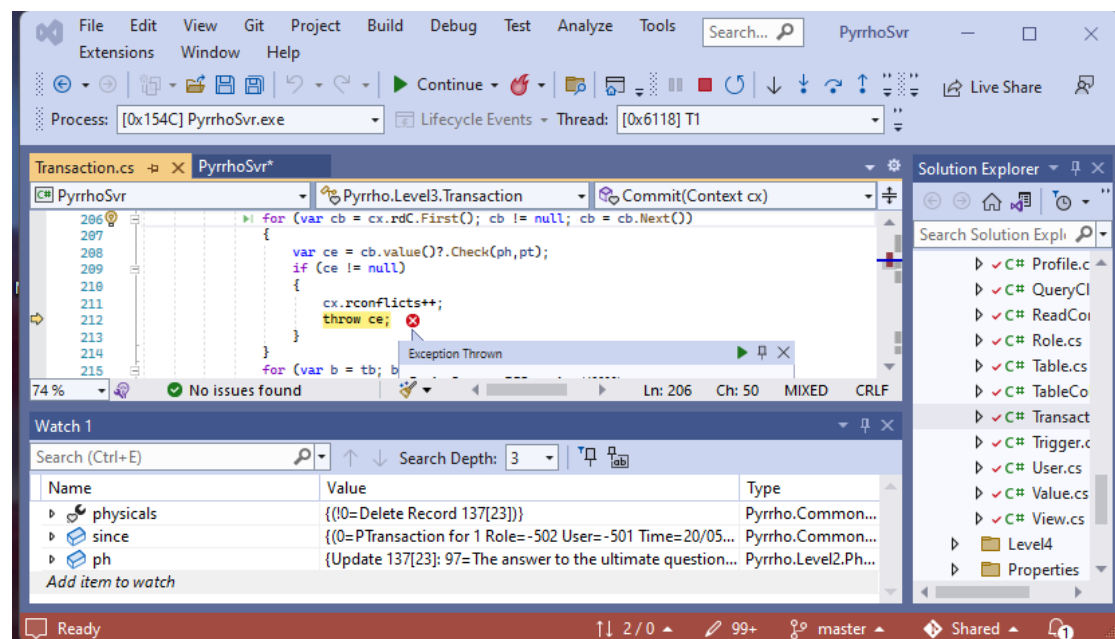 File Edit View Git Project Build Debug Test Analyze Tools Search... PyrrhoSvr
Extensions Window Help
Continue Live Share
Process: [0x154C] PyrrhoSvr.exe Lifecycle Events Thread: [0x6118] T1
Transaction.cs PyrrhoSvr* Solution Explorer
C# PyrrhoSvr Pyrrho.Level3.Transaction Commit(Context cx)
206 for (var cb = cx.rdC.First(); cb != null; cb = cb.Next())
Search Solution Expl
207 {
208 var ce = cb.value()?.Check(ph,pt);
209 if (ce != null)
210 {
211 cx.rconflicts++;
212 throw ce;
213 }
214 }
215 for (var b = tb; b
Exception Thrown
74 % No issues found Ln: 206 Ch: 50 MIXED CRLF
C# Profile.c
C# QueryCl
C# ReadCor
C# Role.cs
C# Table.cs
C# TableCo
C# Transact
C# Trigger.c
C# User.cs
C# Value.cs
C# View.cs
Level4
Properties
Watch 1
Search (Ctrl+E) Search Depth: 3
Name Value Type
physicals {(!0=Delete Record 137[23])} Pyrrho.Common...
since {(0=PTransaction for 1 Role=-502 User=-501 Time=20/05... Pyrrho.Common...
ph {Update 137[23]: 97=The answer to the ultimate question... Pyrrho.Level2.Ph...
Add item to watch
Ready 2 / 0 99+ master Shared 1